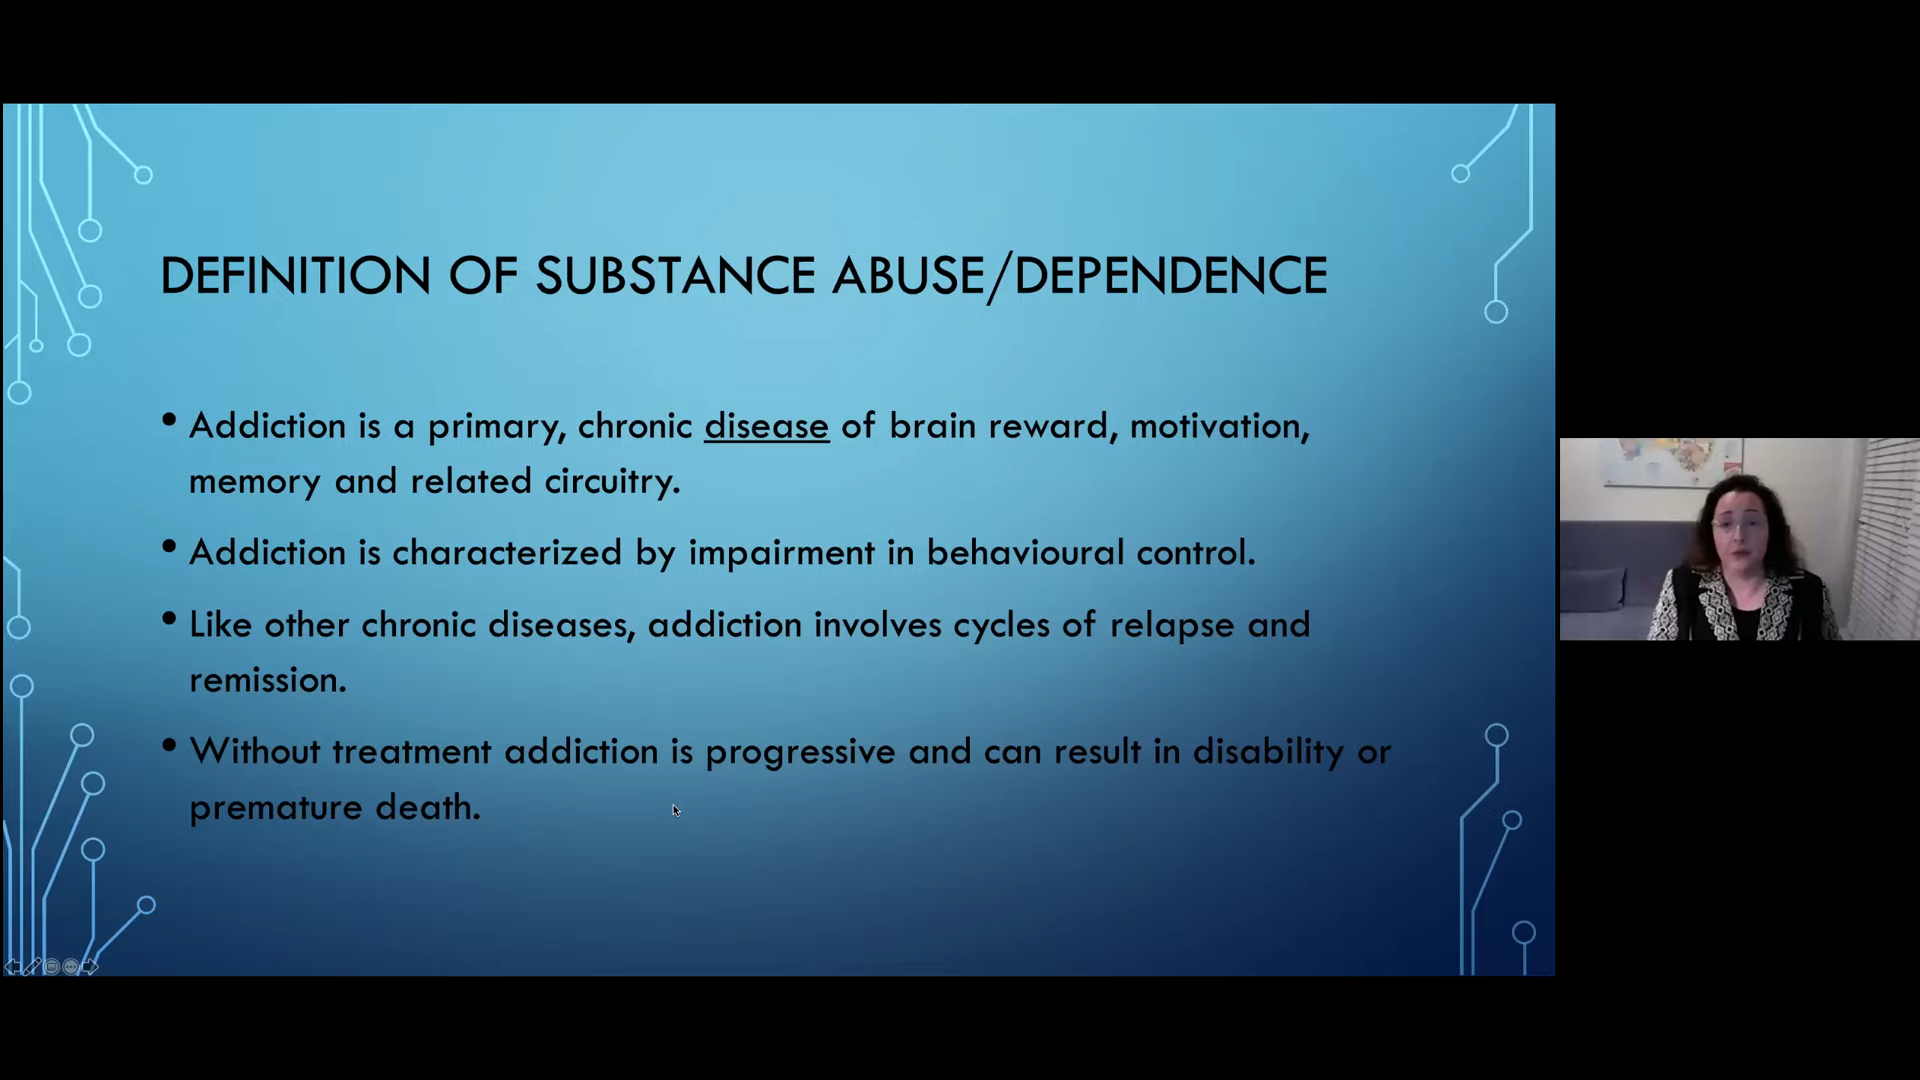 DEFINITION OF SUBSTANCE ABUSE/DEPENDENCE
• Addiction is a primary, chronic disease of brain reward, motivation,
memory and related circuitry.
• Addiction is characterized by impairment in behavioural control.
• Like other chronic diseases, addiction involves cycles of relapse and
remission.
• Without treatment addiction is progressive and can result in disability or
premature death.